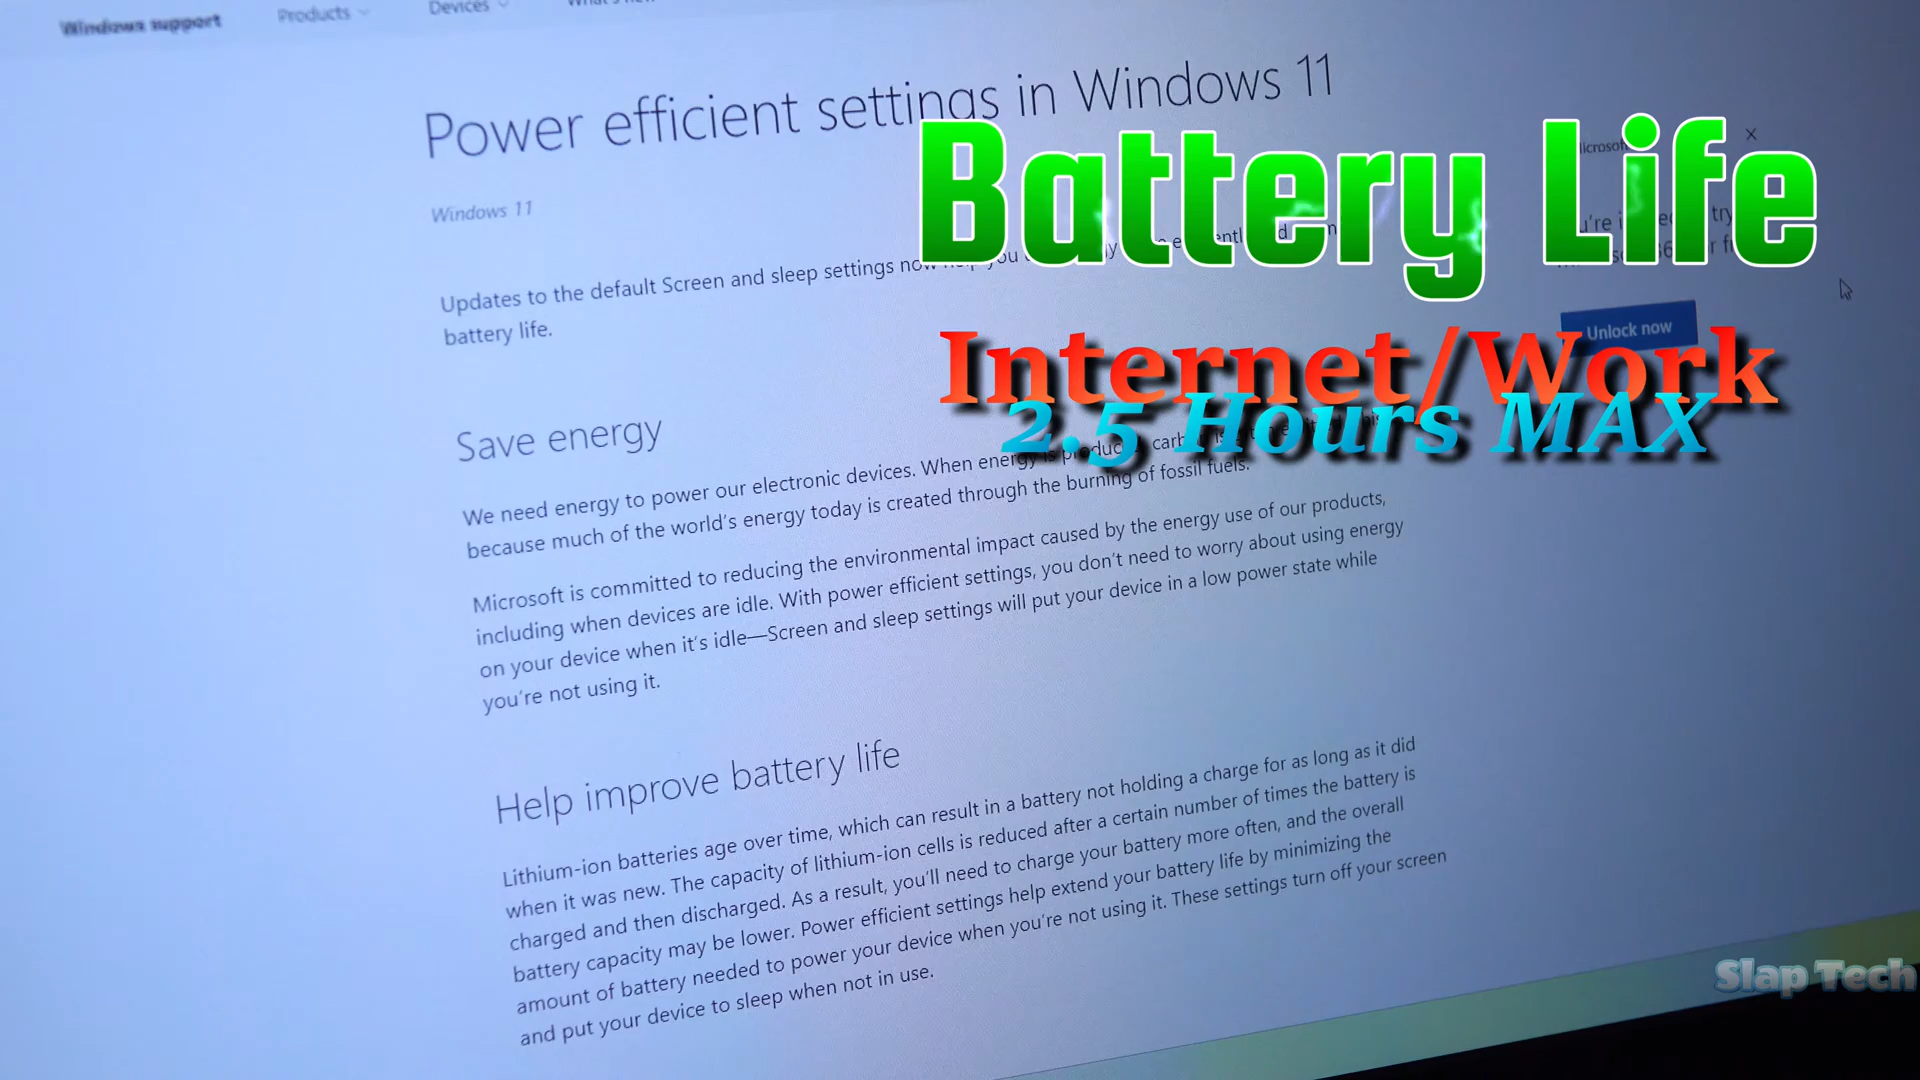 Windows support
Products
Devices
Power efficient settings in Windows 11
Battery Life
Windows 11
Updates to the default Screen and sleep settings
battery life.
Unlock now
Internet/Work
2.5 Hours MAX
Save energy
We need energy to power our electronic devices. When energy is
because much of the world's energy today is created through the burning of fossil fuels.
Microsoft is committed to reducing the environmental impact caused by the energy use of our products,
including when devices are idle. With power efficient settings, you don't need to worry about using energy
on your device when it's idle—Screen and sleep settings will put your device in a low power state while
you're not using it.
Help improve battery life
Lithium-ion batteries age over time, which can result in a battery not holding a charge for as long as it did
when it was new. The capacity of lithium-ion cells is reduced after a certain number of times the battery is
charged and then discharged. As a result, you'll need to charge your battery more often, and the overall
battery capacity may be lower. Power efficient settings help extend your battery life by minimizing the
amount of battery needed to power your device when you're not using it. These settings turn off your screen
and put your device to sleep when not in use.
Slap Tech